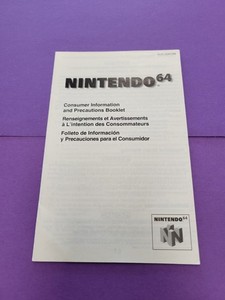 NINTENDO64
Consumer Information
and Precautions Booklet
Renseignements et Avertissements
à L'intention des Consommateurs
Folleto de Información
y Precauciones para el Consumidor
NINTENDO64